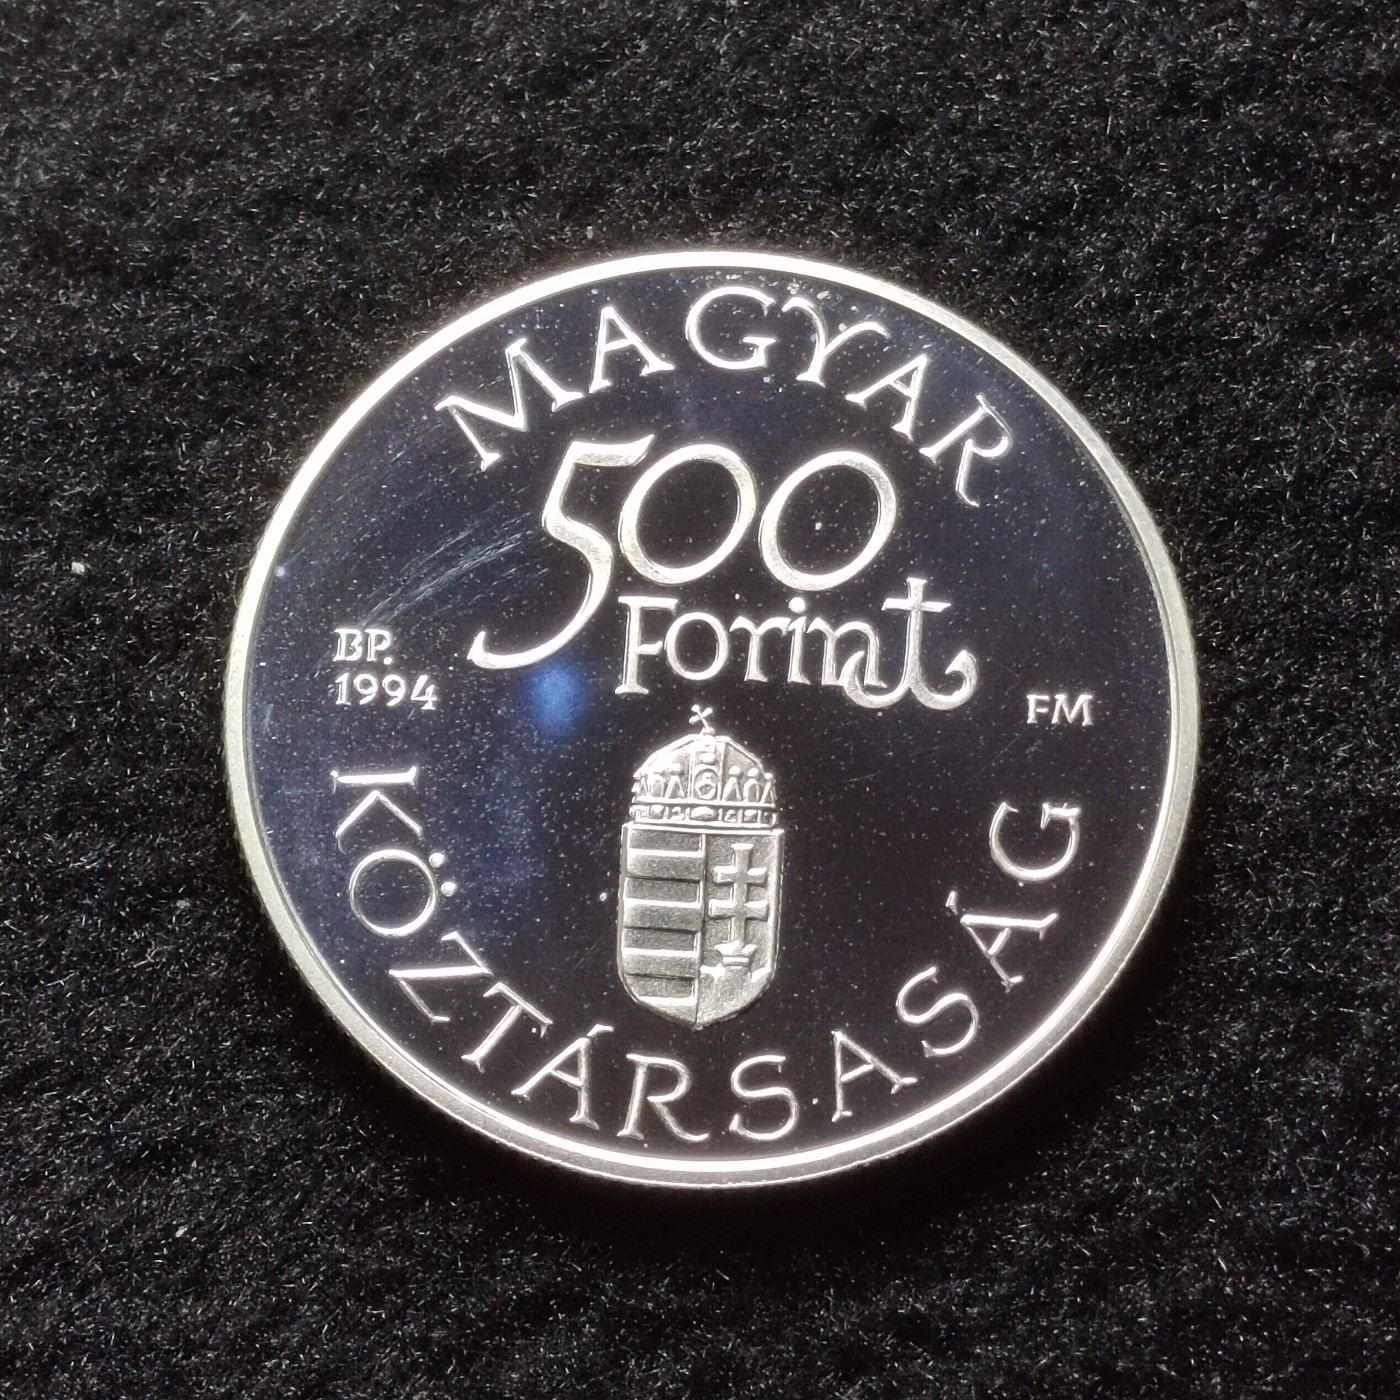 MAGYAR
500
Forint
BP.
1994
FM
KÖZTÁRSASÁG